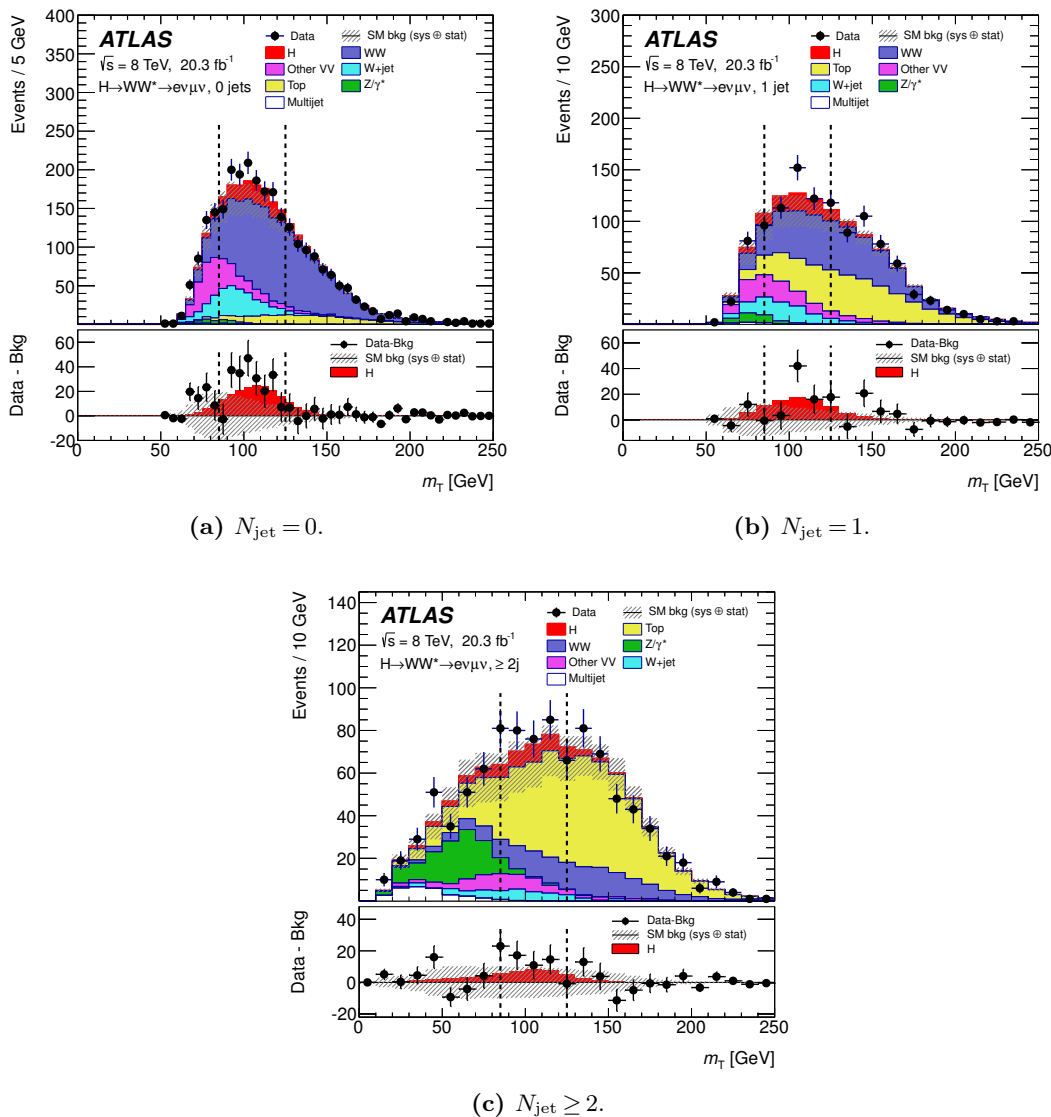 Events / 5 GeV
400
350
300
250
200
150
100
50
ATLAS
√s = 8 TeV, 20.3 fb⁻¹
H→WW*→eνμν, 0 jets
Data
SM bkg (sys ⊕ stat)
H
WW
Other VV
W+jet
Top
Z/γ*
Multijet
Data - Bkg
60
40
20
0
-20
Data-Bkg
SM bkg (sys ⊕ stat)
H
0 50 100 150 200 250
m_T [GeV]
(a) N_jet = 0.
Events / 10 GeV
300
250
200
150
100
50
ATLAS
√s = 8 TeV, 20.3 fb⁻¹
H→WW*→eνμν, 1 jet
Data
SM bkg (sys ⊕ stat)
H
WW
Top
Other VV
W+jet
Z/γ*
Multijet
Data - Bkg
60
40
20
0
-20
Data-Bkg
SM bkg (sys ⊕ stat)
H
0 50 100 150 200 250
m_T [GeV]
(b) N_jet = 1.
Events / 10 GeV
140
120
100
80
60
40
20
ATLAS
√s = 8 TeV, 20.3 fb⁻¹
H→WW*→eνμν, ≥ 2j
Data
SM bkg (sys ⊕ stat)
H
Top
WW
Z/γ*
Other VV
W+jet
Multijet
Data - Bkg
40
20
0
-20
Data-Bkg
SM bkg (sys ⊕ stat)
H
0 50 100 150 200 250
m_T [GeV]
(c) N_jet ≥ 2.